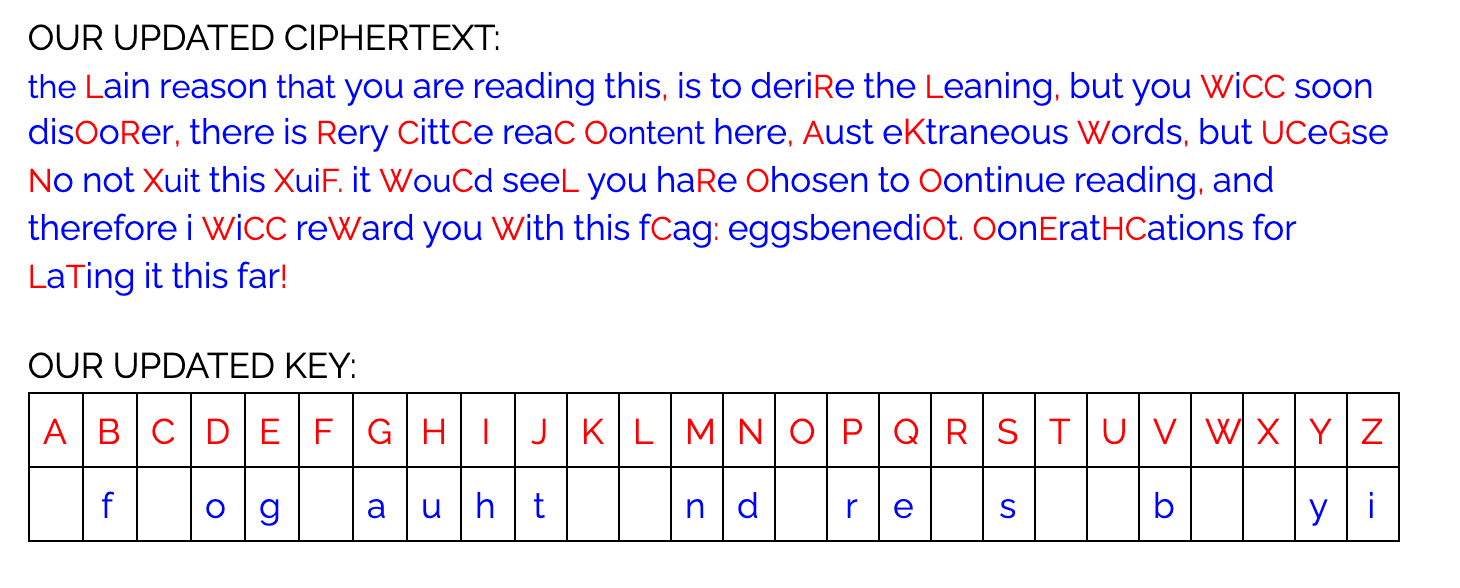 OUR UPDATED CIPHERTEXT:
the Lain reason that you are reading this, is to deriRe the Leaning, but you WiCC soon
disOoRer, there is Rery CittCe reaC Oontent here, Aust eKtraneous Words, but UCeGse
No not Xuit this XuiF. it WouCd seeL you haRe Ohosen to Oontinue reading, and
therefore i WiCC reWard you With this fCag: eggsbenediOt. OonEratHCations for
LaTing it this far!
OUR UPDATED KEY:
A B C D E F G H I J K L M N O P Q R S T U V W X Y Z
f o g a u h t n d r e s b y i